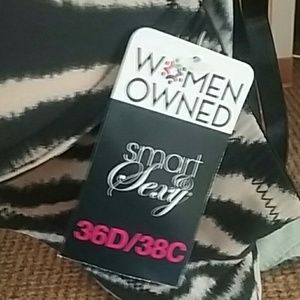 WOMEN
OWNED
smart
& Sexy
36D/38C